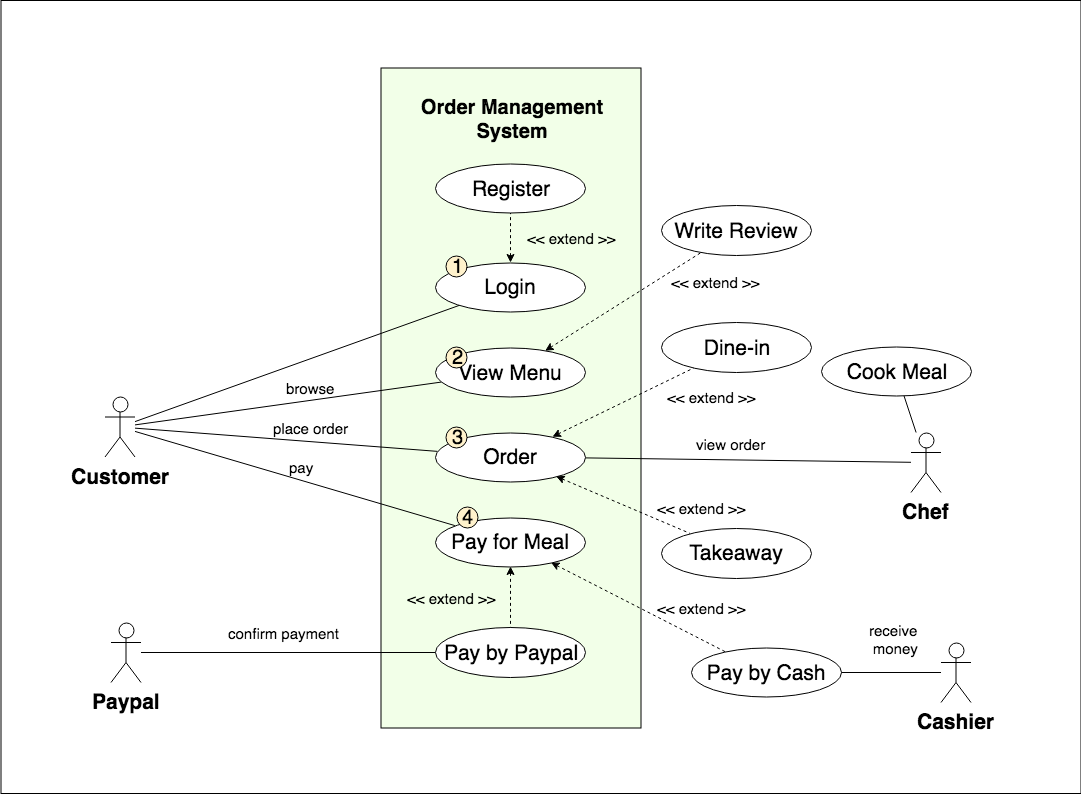 Order Management
System
Register
<< extend >>
Write Review
<< extend >>
1
Login
Dine-in
<< extend >>
2
View Menu
Cook Meal
browse
place order
3
Order
view order
Customer
pay
Chef
4
Pay for Meal
<< extend >>
Takeaway
<< extend >>
<< extend >>
confirm payment
Pay by Paypal
Paypal
Pay by Cash
receive
money
Cashier